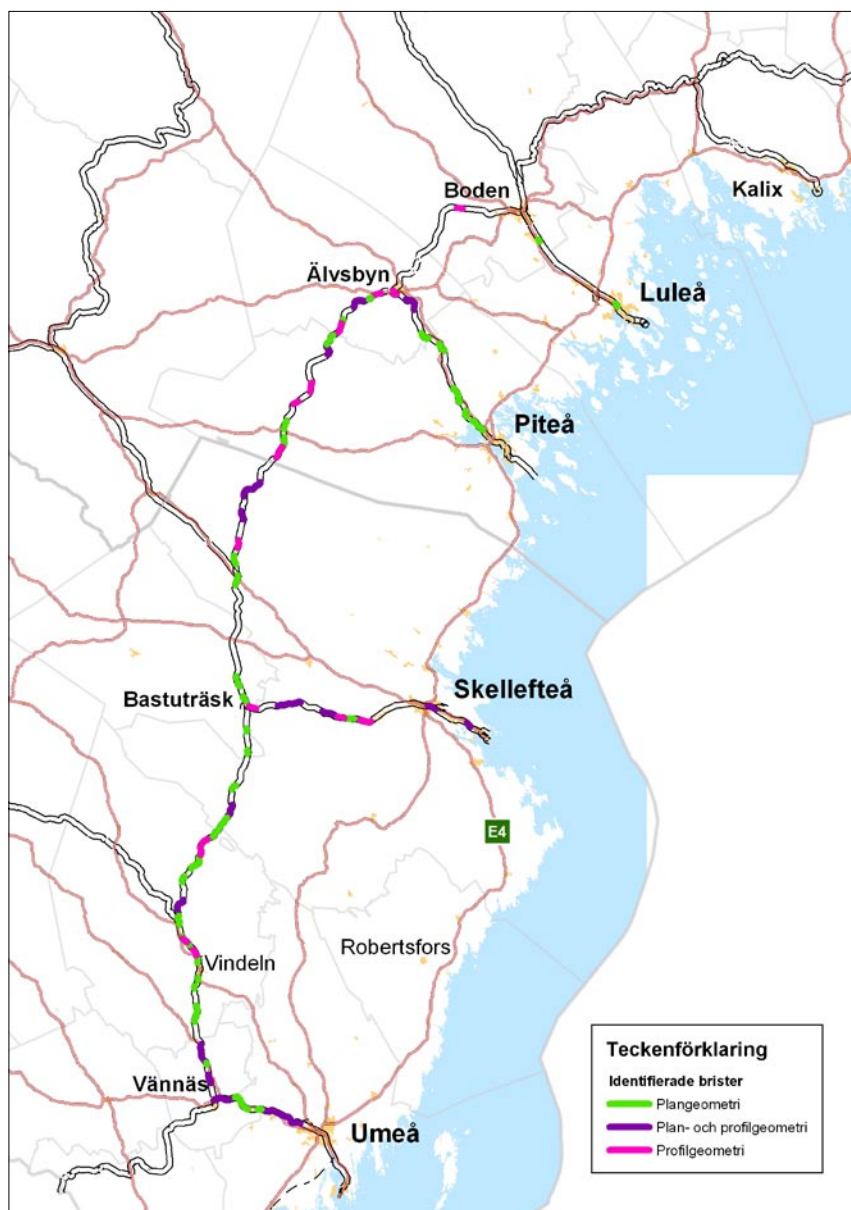 Boden
Kalix
Älvsbyn
Luleå
Piteå
Bastuträsk
Skellefteå
E4
Robertsfors
Vindeln
Vännäs
Umeå
Teckenförklaring
Identifierade brister
Plangeometri
Plan- och profilgeometri
Profilgeometri